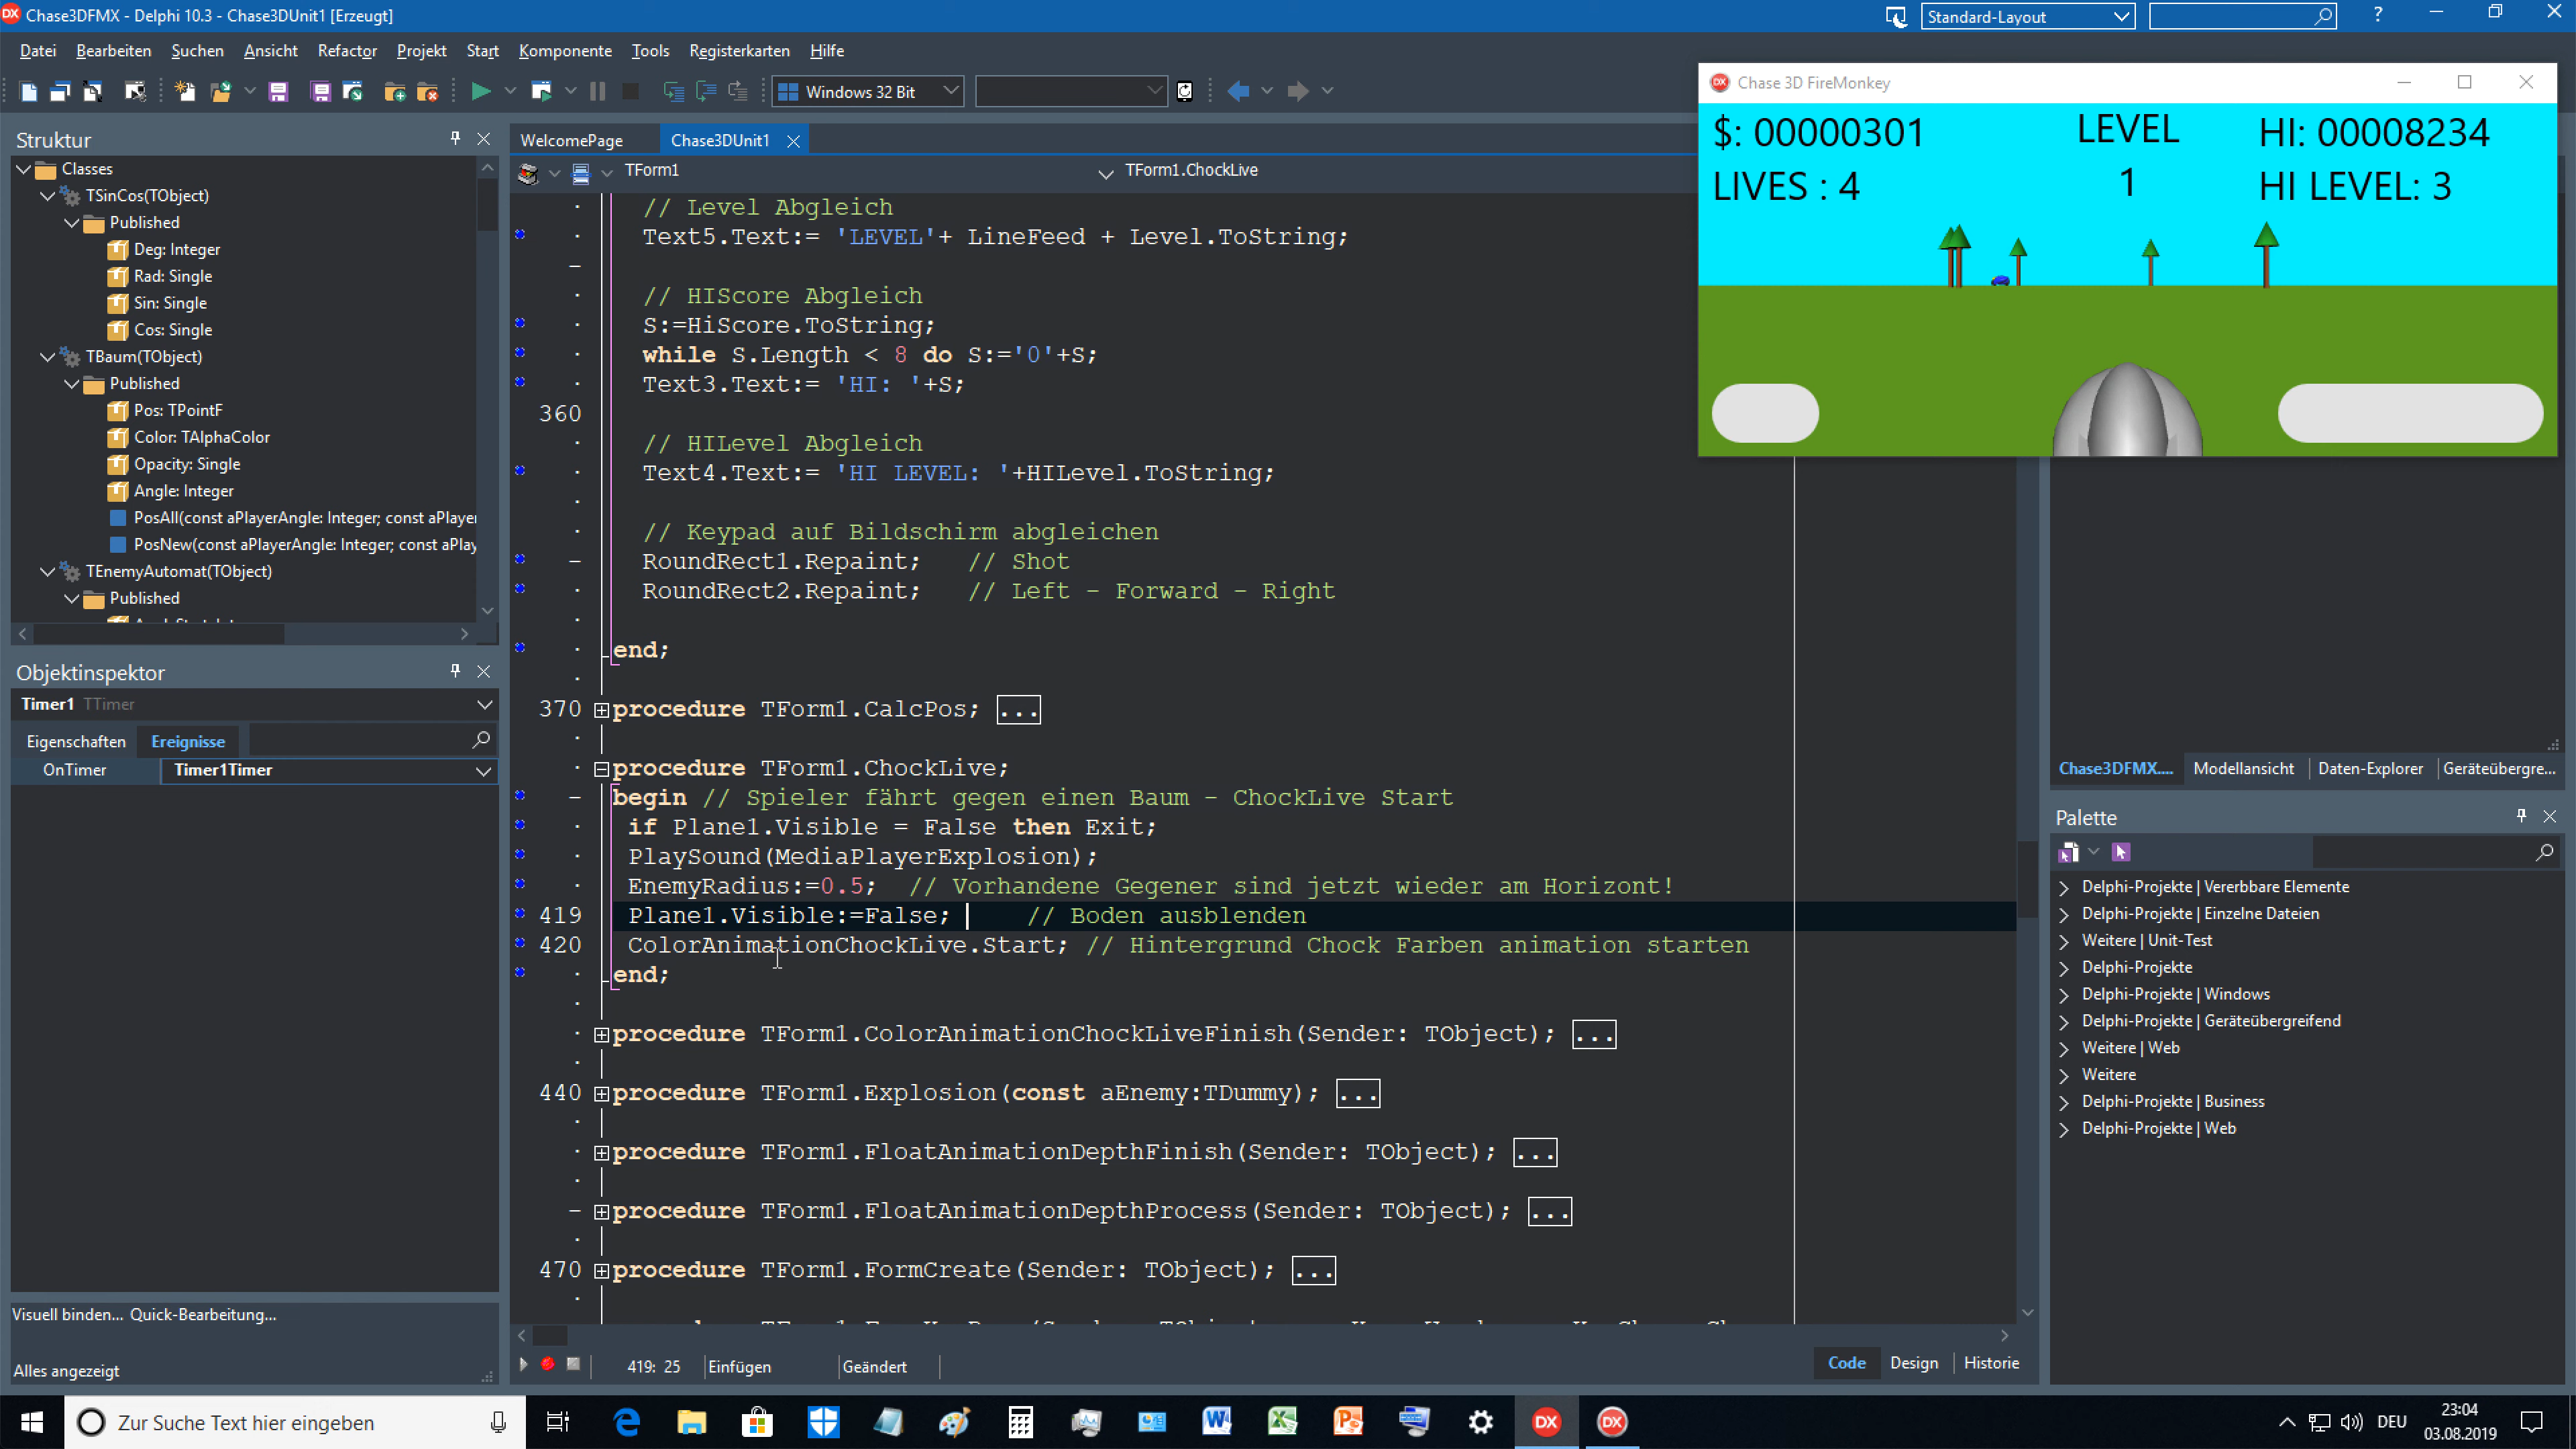 Chase3DFMX - Delphi 10.3 - Chase3DUnit1 [Erzeugt]
Standard-Layout
?
Datei Bearbeiten Suchen Ansicht Refactor Projekt Start Komponente Tools Registerkarten Hilfe
Windows 32 Bit
Struktur
Classes
TSinCos(TObject)
Published
Deg: Integer
Rad: Single
Sin: Single
Cos: Single
TBaum(TObject)
Published
Pos: TPointF
Color: TAlphaColor
Opacity: Single
Angle: Integer
PosAll(const aPlayerAngle: Integer; const aPlayer
PosNew(const aPlayerAngle: Integer; const aPlay
TEnemyAutomat(TObject)
Published
Objektinspektor
Timer1 TTimer
Eigenschaften Ereignisse
OnTimer Timer1Timer
Visuell binden... Quick-Bearbeitung...
Alles angezeigt
WelcomePage Chase3DUnit1
TForm1 TForm1.ChockLive
// Level Abgleich
Text5.Text:= 'LEVEL'+ LineFeed + Level.ToString;
// HIScore Abgleich
S:=HiScore.ToString;
while S.Length < 8 do S:='0'+S;
Text3.Text:= 'HI: '+S;
360
// HILevel Abgleich
Text4.Text:= 'HI LEVEL: '+HILevel.ToString;
// Keypad auf Bildschirm abgleichen
RoundRect1.Repaint; // Shot
RoundRect2.Repaint; // Left - Forward - Right
end;
370 procedure TForm1.CalcPos; ...
procedure TForm1.ChockLive;
begin // Spieler fährt gegen einen Baum - ChockLive Start
if Plane1.Visible = False then Exit;
PlaySound(MediaPlayerExplosion);
EnemyRadius:=0.5; // Vorhandene Gegener sind jetzt wieder am Horizont!
419 Plane1.Visible:=False; // Boden ausblenden
420 ColorAnimationChockLive.Start; // Hintergrund Chock Farben animation starten
end;
procedure TForm1.ColorAnimationChockLiveFinish(Sender: TObject); ...
440 procedure TForm1.Explosion(const aEnemy:TDummy); ...
procedure TForm1.FloatAnimationDepthFinish(Sender: TObject); ...
procedure TForm1.FloatAnimationDepthProcess(Sender: TObject); ...
470 procedure TForm1.FormCreate(Sender: TObject); ...
419: 25 Einfügen Geändert
Code Design Historie
Chase 3D FireMonkey
$: 00000301 LEVEL HI: 00008234
LIVES : 4 1 HI LEVEL: 3
Chase3DFMX.... Modellansicht Daten-Explorer Geräteübergre...
Palette
Delphi-Projekte | Vererbbare Elemente
Delphi-Projekte | Einzelne Dateien
Weitere | Unit-Test
Delphi-Projekte
Delphi-Projekte | Windows
Delphi-Projekte | Geräteübergreifend
Weitere | Web
Weitere
Delphi-Projekte | Business
Delphi-Projekte | Web
Zur Suche Text hier eingeben
DEU
23:04
03.08.2019